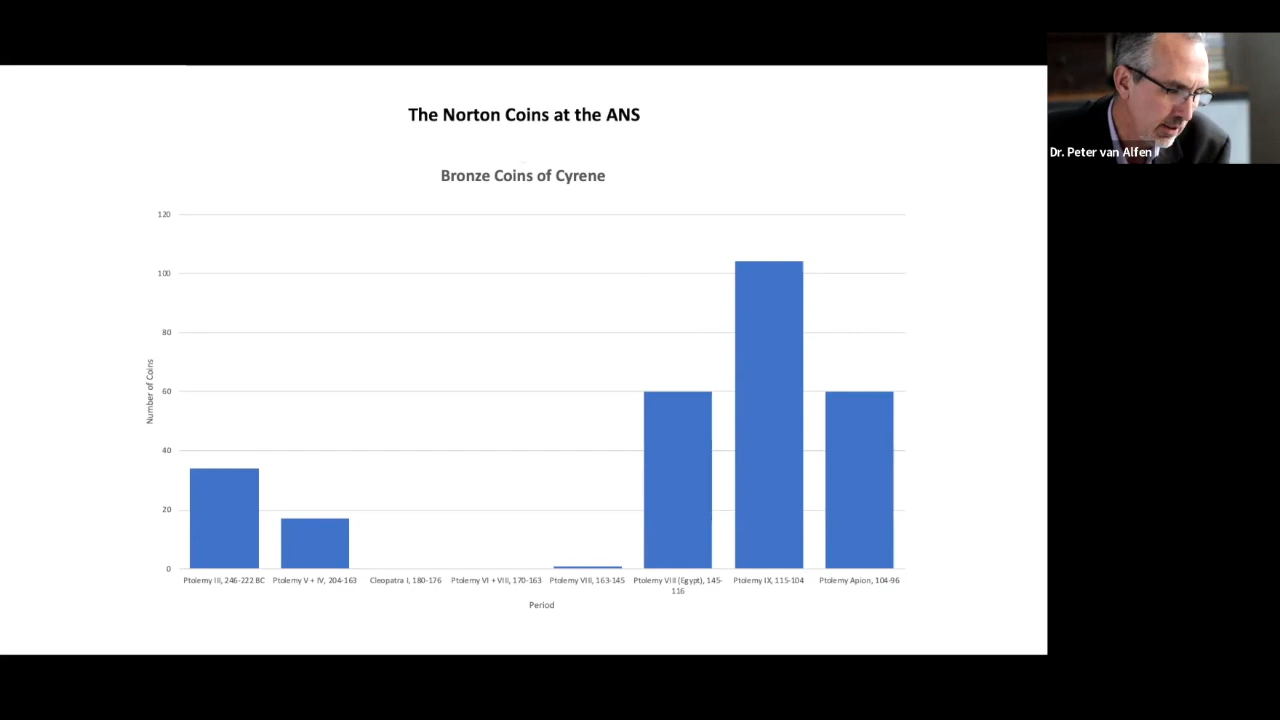 The Norton Coins at the ANS
Dr. Peter van Alfen
Bronze Coins of Cyrene
120
100
80
60
40
20
0
Number of Coins
Ptolemy III, 246-222 BC
Ptolemy V + IV, 204-163
Cleopatra I, 180-176
Ptolemy VI + VIII, 170-163
Ptolemy VIII, 163-145
Ptolemy VIII (Egypt), 145-
116
Ptolemy IX, 115-104
Ptolemy Apion, 104-96
Period